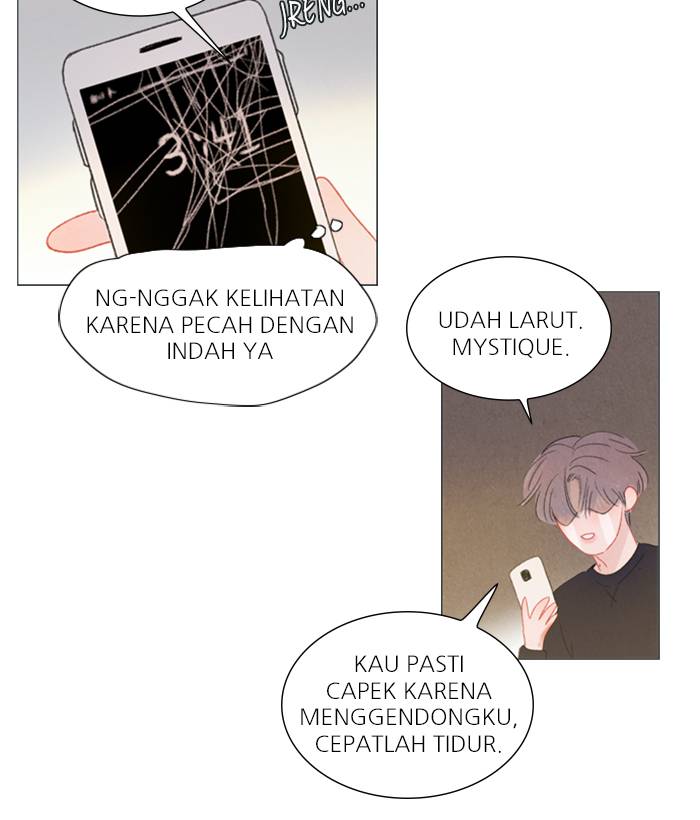 JRENG...
3:41
NG-NGGAK KELIHATAN
KARENA PECAH DENGAN
INDAH YA
UDAH LARUT.
MYSTIQUE.
KAU PASTI
CAPEK KARENA
MENGGENDONGKU,
CEPATLAH TIDUR.